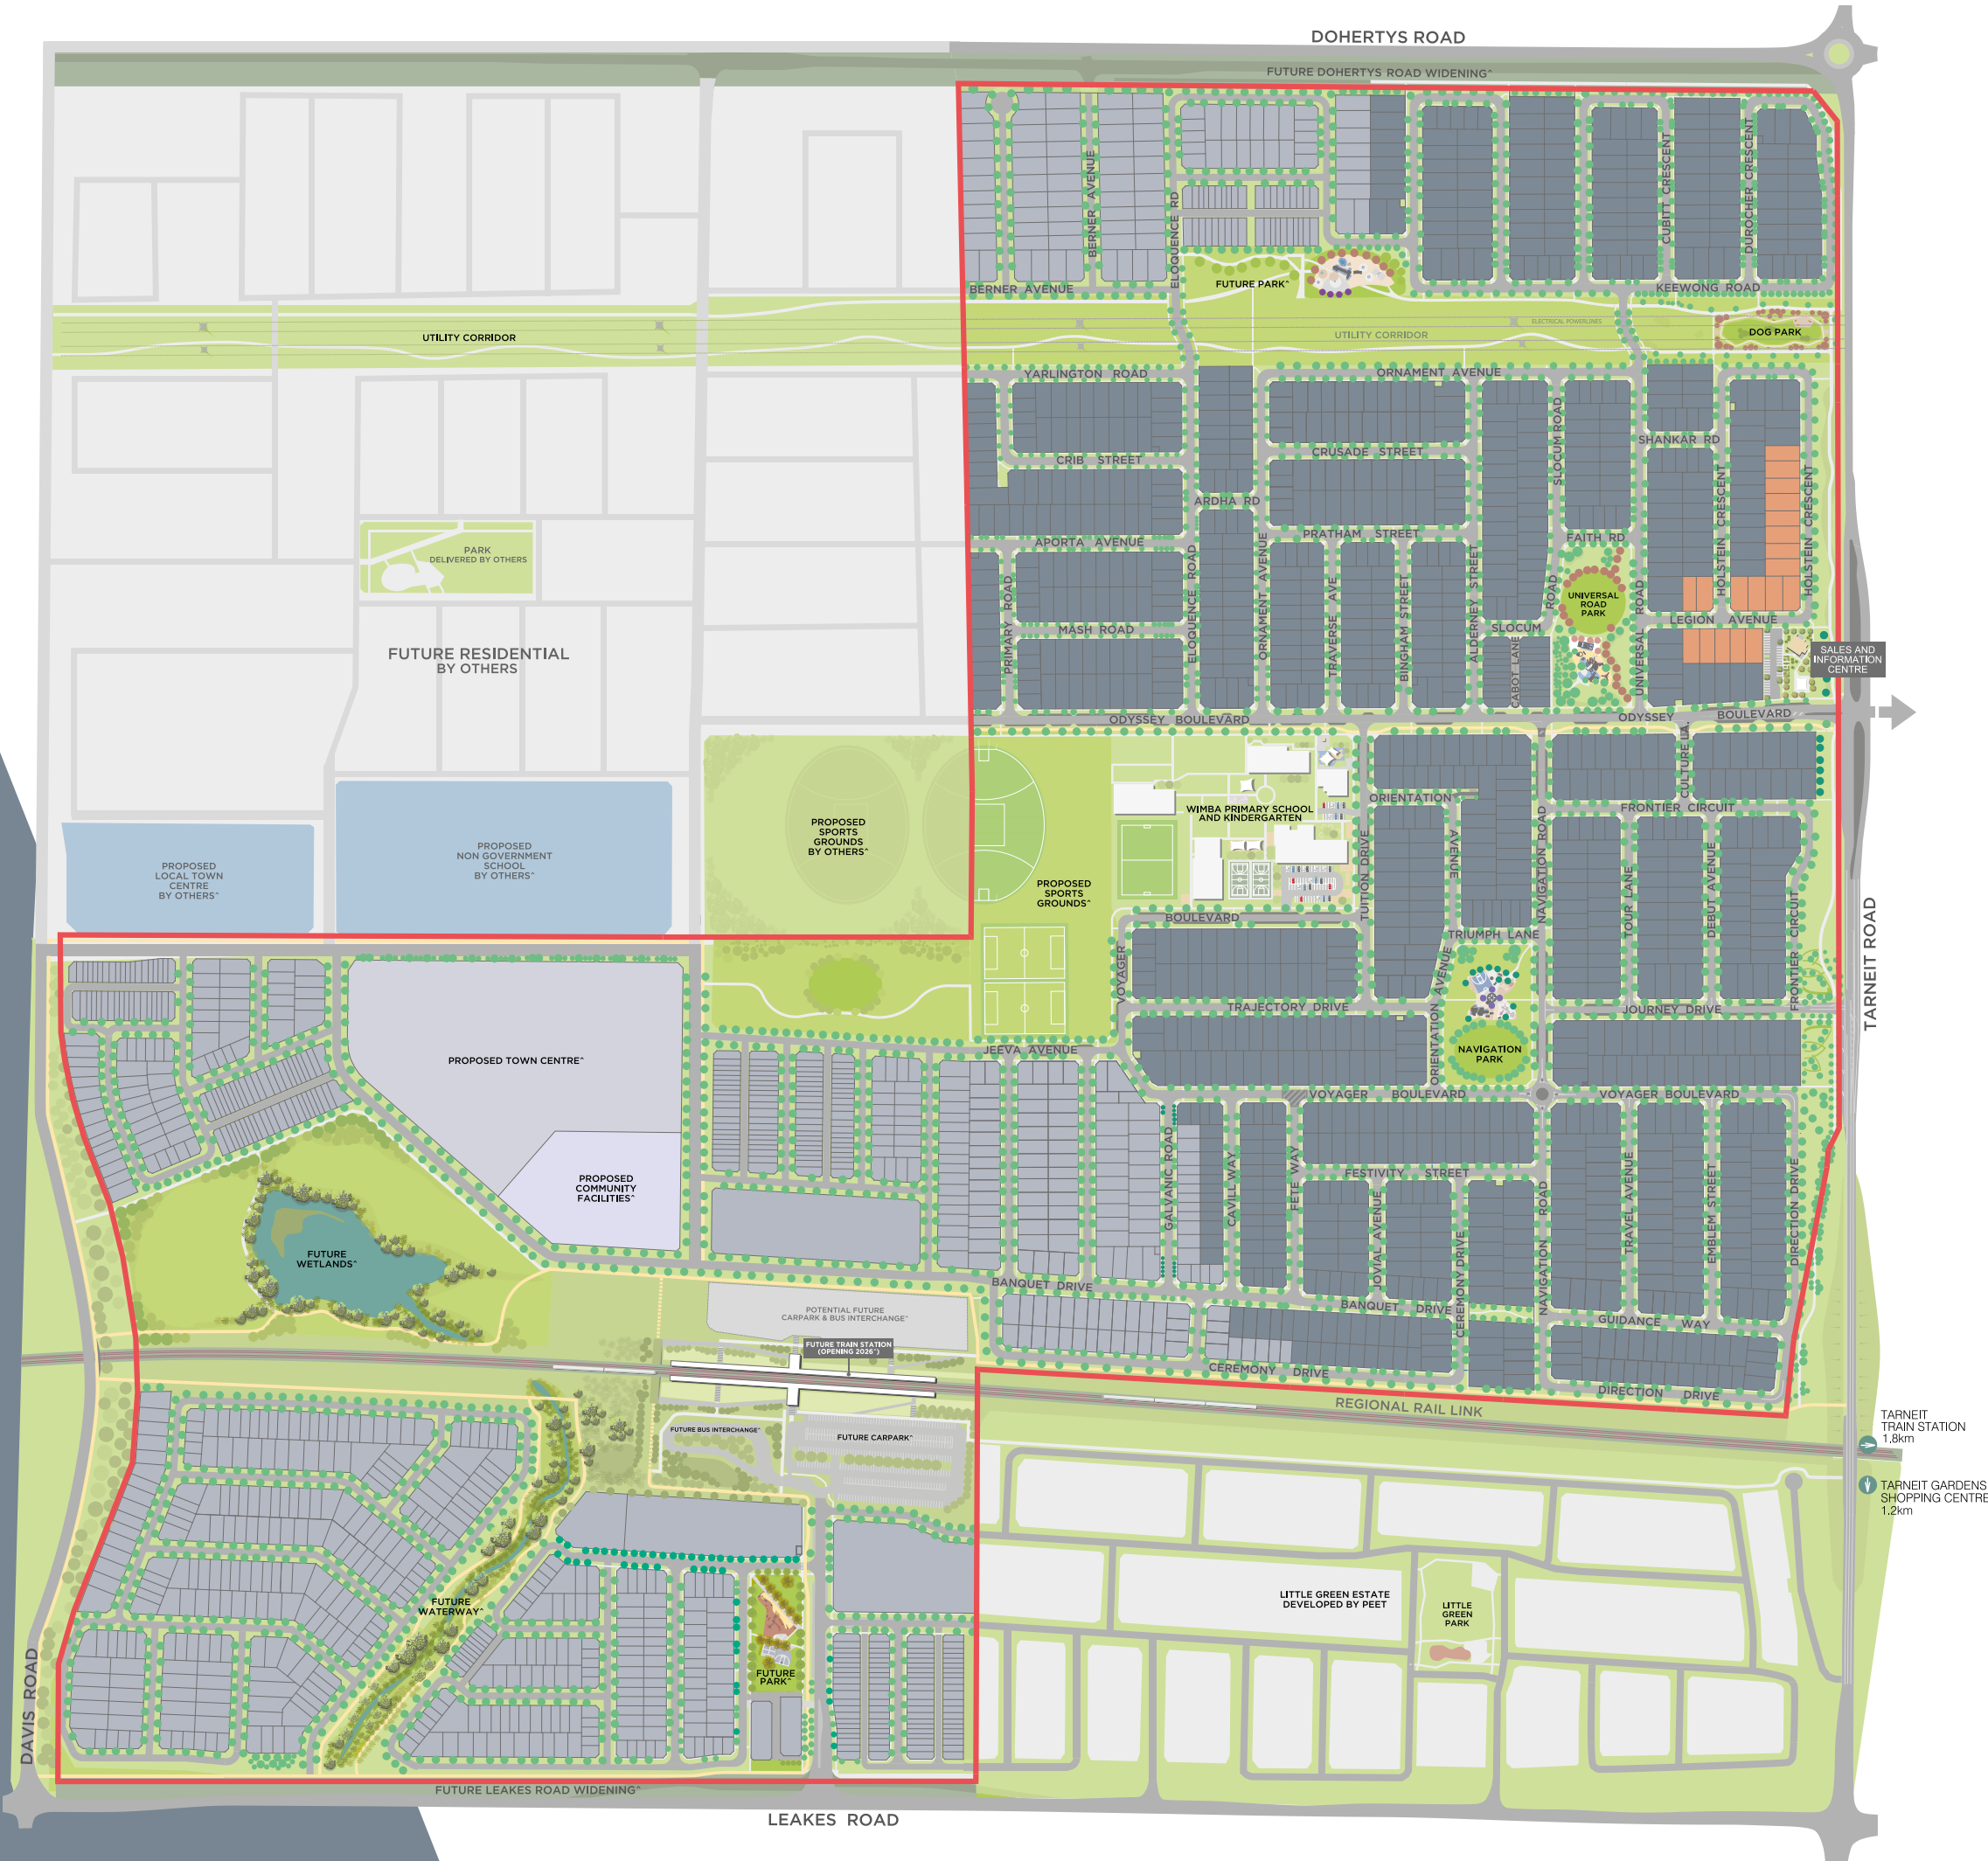 DOHERTYS ROAD
FUTURE DOHERTYS ROAD WIDENING^
BERNER AVENUE
ELOQUENCE RD
CUBITT CRESCENT
DUROCHER CRESCENT
BERNER AVENUE
FUTURE PARK^
KEEWONG ROAD
ELECTRICAL POWERLINES
UTILITY CORRIDOR
UTILITY CORRIDOR
DOG PARK
YARLINGTON ROAD
ORNAMENT AVENUE
SLOCUM ROAD
SHANKAR RD
CRIB STREET
CRUSADE STREET
HOLSTEIN CRESCENT
HOLSTEIN CRESCENT
ARDHA RD
PRATHAM STREET
FAITH RD
APORTA AVENUE
PARK
DELIVERED BY OTHERS
PRIMARY ROAD
ELOQUENCE ROAD
ORNAMENT AVENUE
TRAVERSE AVE
BINGHAM STREET
ALDERNEY STREET
SLOCUM
ROAD
UNIVERSAL
ROAD
PARK
UNIVERSAL ROAD
LEGION AVENUE
MASH ROAD
CABOT LANE
FUTURE RESIDENTIAL
BY OTHERS
SALES AND
INFORMATION
CENTRE
ODYSSEY BOULEVARD
ODYSSEY BOULEVARD
CULTURE LA.
ORIENTATION
AVENUE
FRONTIER CIRCUIT
WIMBA PRIMARY SCHOOL
AND KINDERGARTEN
PROPOSED
SPORTS
GROUNDS
BY OTHERS^
PROPOSED
NON GOVERNMENT
SCHOOL
BY OTHERS^
PROPOSED
LOCAL TOWN
CENTRE
BY OTHERS^
PROPOSED
SPORTS
GROUNDS^
TUITION DRIVE
NAVIGATION ROAD
TOUR LANE
DEBUT AVENUE
FRONTIER CIRCUIT
TARNEIT ROAD
BOULEVARD
VOYAGER
TRIUMPH LANE
TRAJECTORY DRIVE
ORIENTATION AVENUE
JOURNEY DRIVE
JEEVA AVENUE
NAVIGATION
PARK
PROPOSED TOWN CENTRE^
VOYAGER BOULEVARD
VOYAGER BOULEVARD
GALVANIC ROAD
CAVILL WAY
FETE WAY
FESTIVITY STREET
PROPOSED
COMMUNITY
FACILITIES^
JOVIAL AVENUE
CEREMONY DRIVE
NAVIGATION ROAD
TRAVEL AVENUE
EMBLEM STREET
DIRECTION DRIVE
FUTURE
WETLANDS^
BANQUET DRIVE
BANQUET DRIVE
GUIDANCE WAY
POTENTIAL FUTURE
CARPARK & BUS INTERCHANGE^
FUTURE TRAIN STATION
(OPENING 2026^)
CEREMONY DRIVE
DIRECTION DRIVE
REGIONAL RAIL LINK
TARNEIT
TRAIN STATION
1.8km
FUTURE BUS INTERCHANGE^
FUTURE CARPARK^
TARNEIT GARDENS
SHOPPING CENTRE
1.2km
FUTURE
WATERWAY^
LITTLE GREEN ESTATE
DEVELOPED BY PEET
LITTLE
GREEN
PARK
FUTURE
PARK^
DAVIS ROAD
FUTURE LEAKES ROAD WIDENING^
LEAKES ROAD